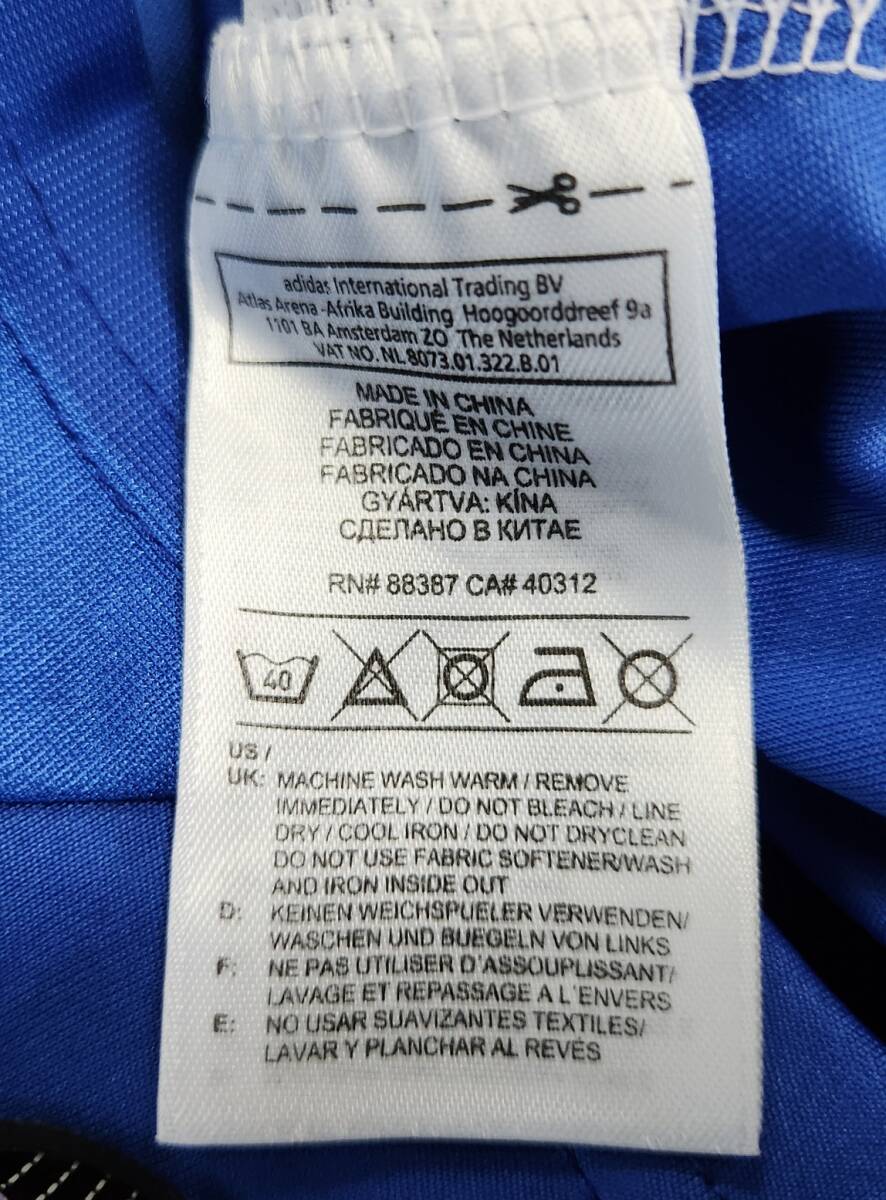 adidas International Trading BV
Atlas Arena-Afrika Building Hoogoorddreef 9a
1101 BA Amsterdam ZO The Netherlands
VAT NO. NL 8073.01.322.B.01
MADE IN CHINA
FABRIQUÉ EN CHINE
FABRICADO EN CHINA
FABRICADO NA CHINA
GYÁRTVA: KÍNA
СДЕЛАНО В КИТАЕ
RN# 88387 CA# 40312
40
US /
UK: MACHINE WASH WARM / REMOVE
IMMEDIATELY / DO NOT BLEACH / LINE
DRY / COOL IRON / DO NOT DRYCLEAN
DO NOT USE FABRIC SOFTENER/WASH
AND IRON INSIDE OUT
D: KEINEN WEICHSPUELER VERWENDEN/
WASCHEN UND BUEGELN VON LINKS
F: NE PAS UTILISER D'ASSOUPLISSANT/
LAVAGE ET REPASSAGE A L'ENVERS
E: NO USAR SUAVIZANTES TEXTILES/
LAVAR Y PLANCHAR AL REVÉS